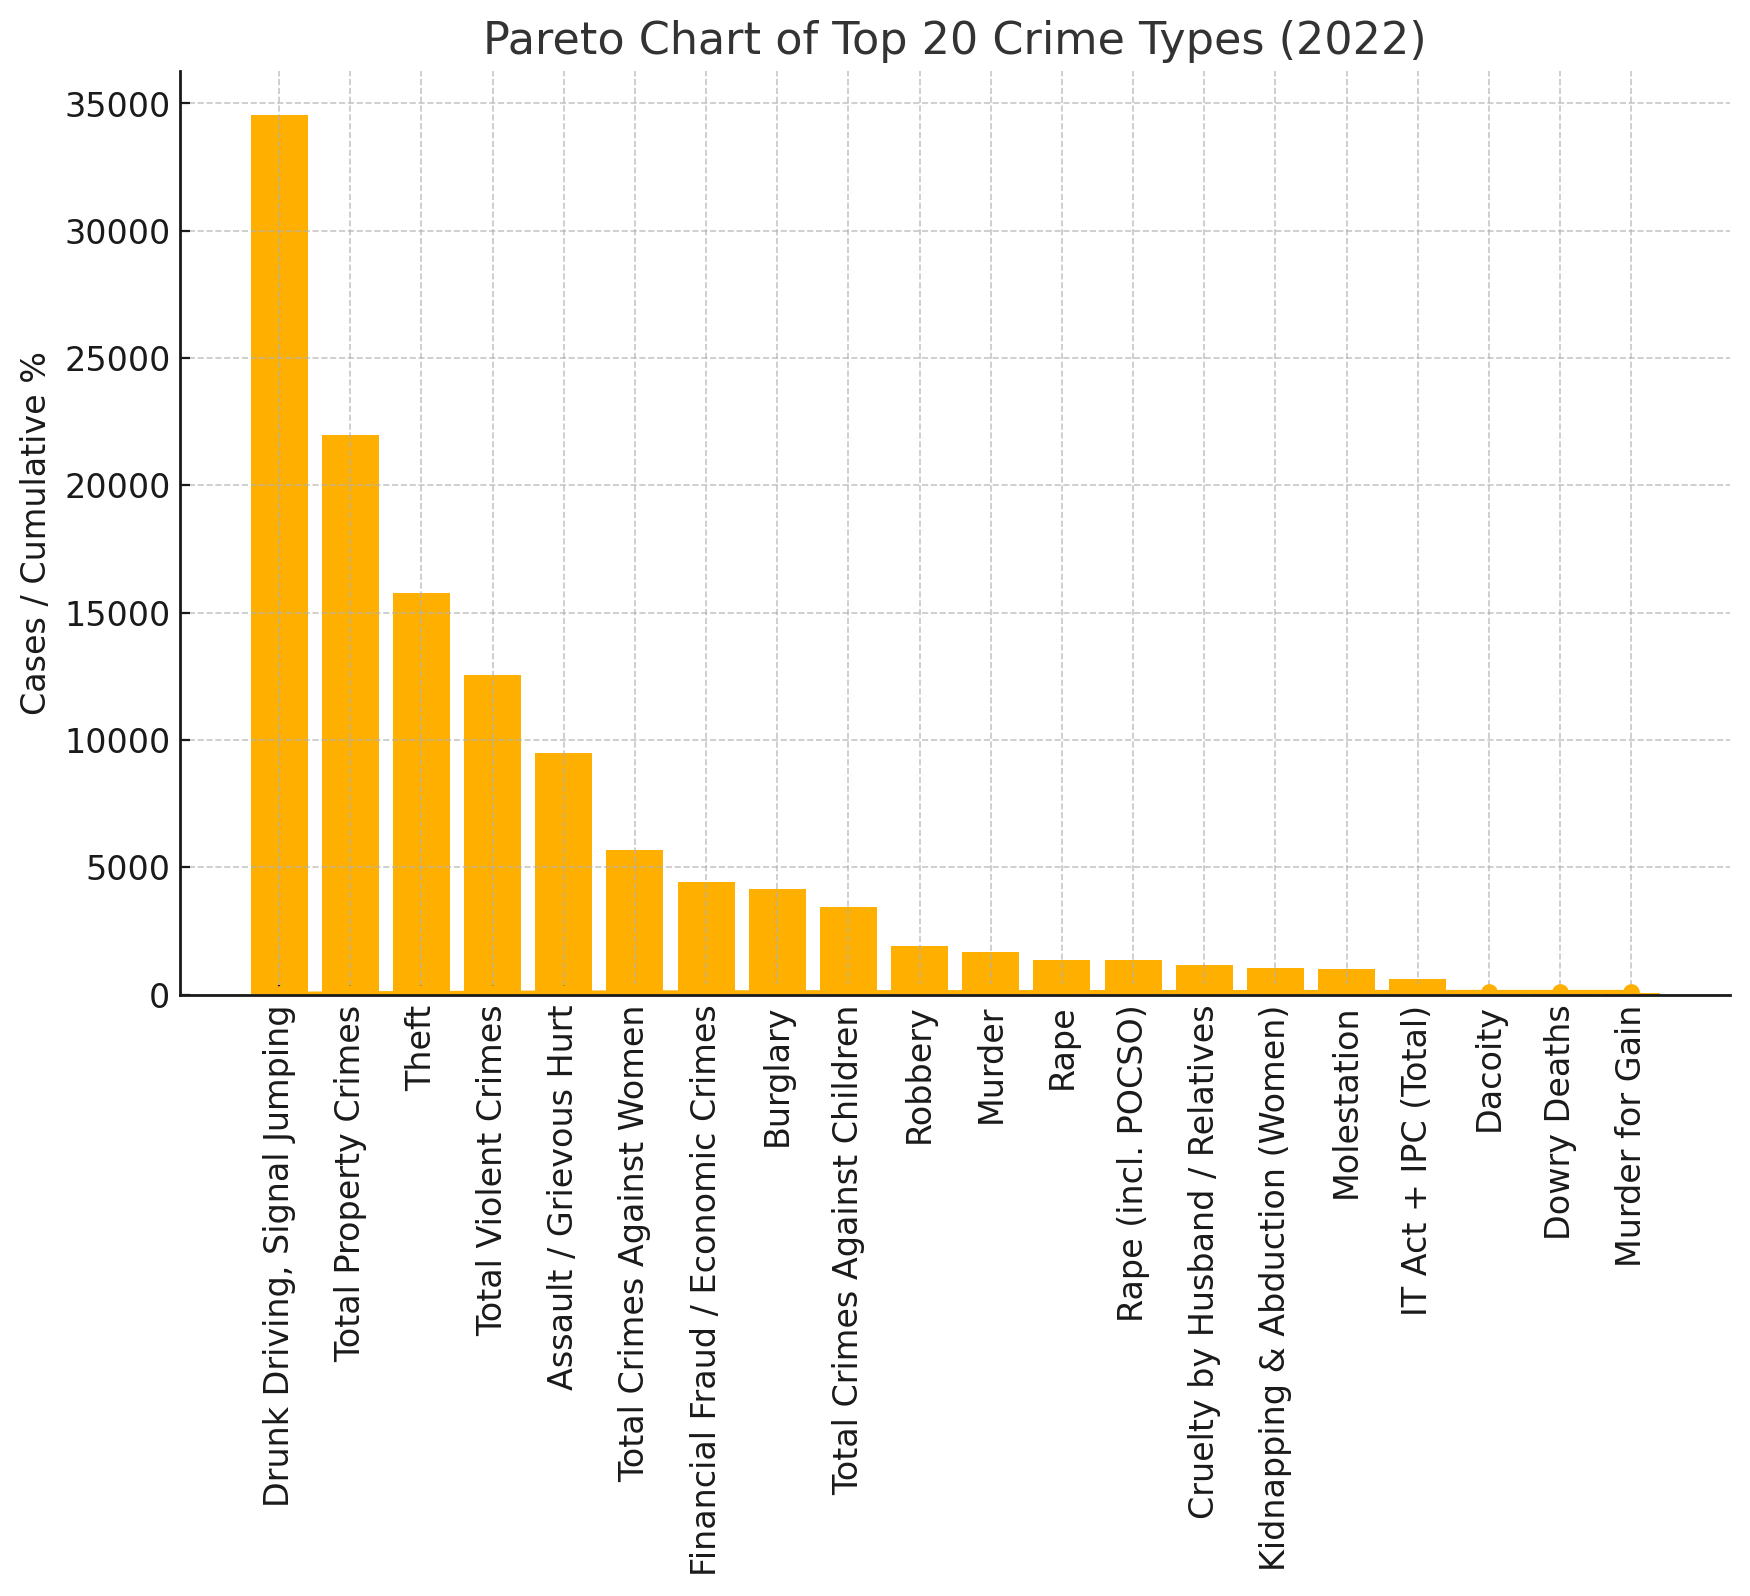 Pareto Chart of Top 20 Crime Types (2022)
Cases / Cumulative %
35000
30000
25000
20000
15000
10000
5000
0
Drunk Driving, Signal Jumping
Total Property Crimes
Theft
Total Violent Crimes
Assault / Grievous Hurt
Total Crimes Against Women
Financial Fraud / Economic Crimes
Burglary
Total Crimes Against Children
Robbery
Murder
Rape
Rape (incl. POCSO)
Cruelty by Husband / Relatives
Kidnapping & Abduction (Women)
Molestation
IT Act + IPC (Total)
Dacoity
Dowry Deaths
Murder for Gain